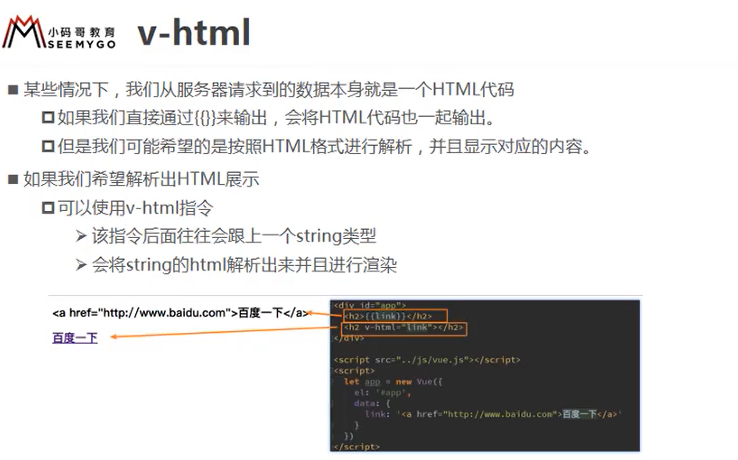 小码哥教育
SEEMYGO
v-html
某些情况下，我们从服务器请求到的数据本身就是一个HTML代码
如果我们直接通过{{}}来输出，会将HTML代码也一起输出。
但是我们可能希望的是按照HTML格式进行解析，并且显示对应的内容。
如果我们希望解析出HTML展示
可以使用v-html指令
该指令后面往往会跟上一个string类型
会将string的html解析出来并且进行渲染
<a href="http://www.baidu.com">百度一下</a>
百度一下
<div id="app">
<h2>{{link}}</h2>
<h2 v-html="link"></h2>
</div>
<script src="../js/vue.js"></script>
<script>
let app = new Vue({
el: '#app',
data: {
link: '<a href="http://www.baidu.com">百度一下</a>'
}
})
</script>